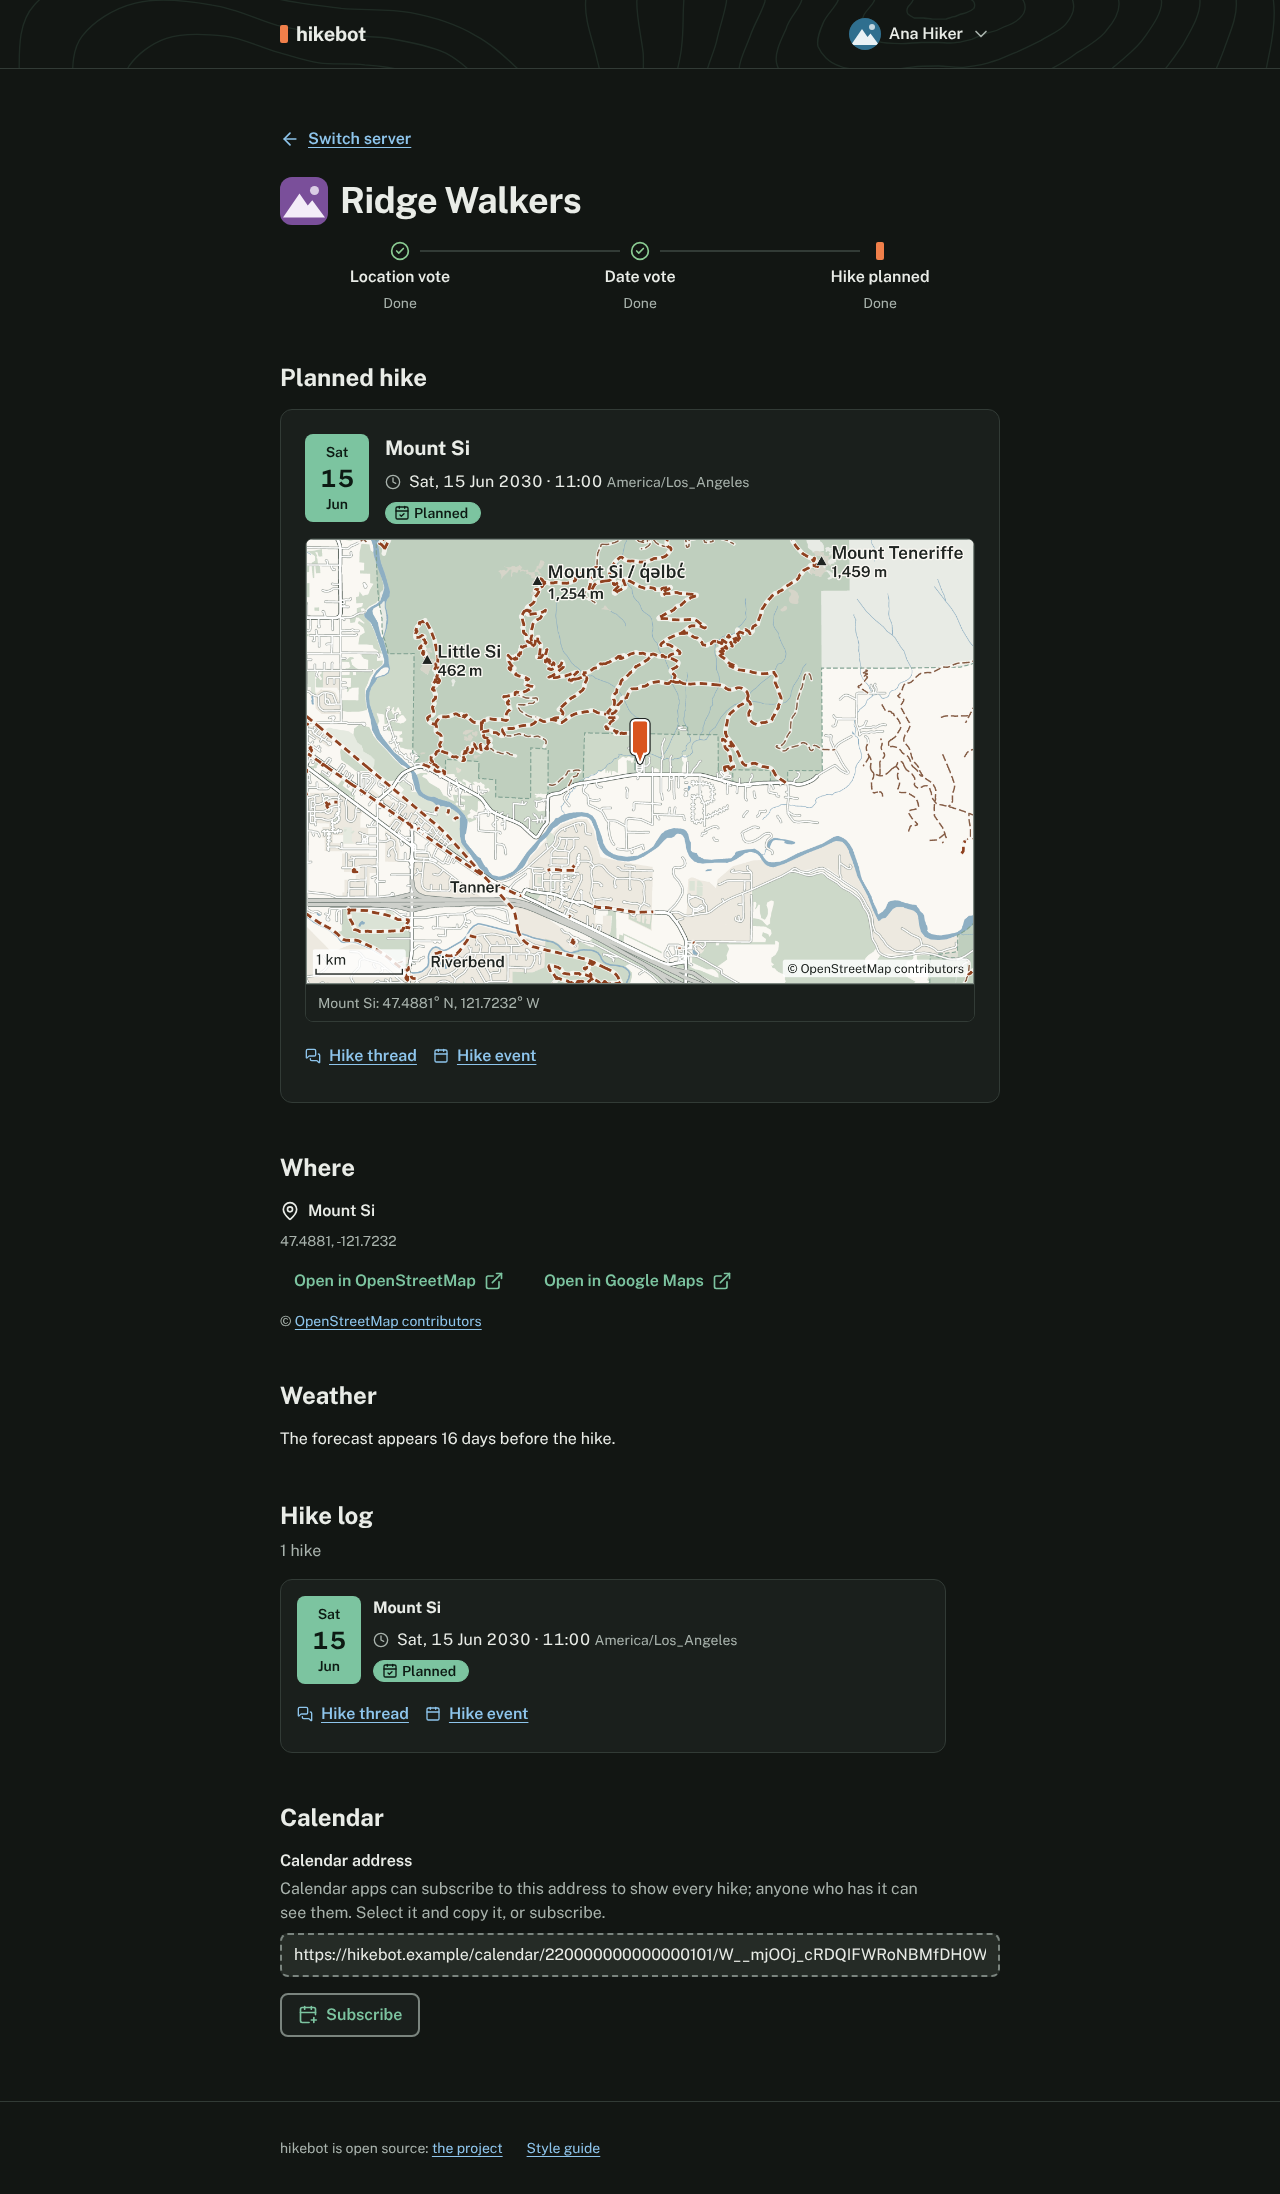 hikebot
Ana Hiker
Switch server
Ridge Walkers
Location vote
Date vote
Hike planned
Done
Done
Done
Planned hike
Sat
15
Jun
Mount Si
Sat, 15 Jun 2030 · 11:00 America/Los_Angeles
Planned
Mount Teneriffe
1,459 m
Mount Si / q̓əlbc̓
1,254 m
Little Si
462 m
Tanner
Riverbend
1 km
© OpenStreetMap contributors
Mount Si: 47.4881° N, 121.7232° W
Hike thread
Hike event
Where
Mount Si
47.4881, -121.7232
Open in OpenStreetMap
Open in Google Maps
© OpenStreetMap contributors
Weather
The forecast appears 16 days before the hike.
Hike log
1 hike
Sat
15
Jun
Mount Si
Sat, 15 Jun 2030 · 11:00 America/Los_Angeles
Planned
Hike thread
Hike event
Calendar
Calendar address
Calendar apps can subscribe to this address to show every hike; anyone who has it can
see them. Select it and copy it, or subscribe.
https://hikebot.example/calendar/220000000000000101/W__mjOOj_cRDQIFWRoNBMfDH0W
Subscribe
hikebot is open source: the project
Style guide